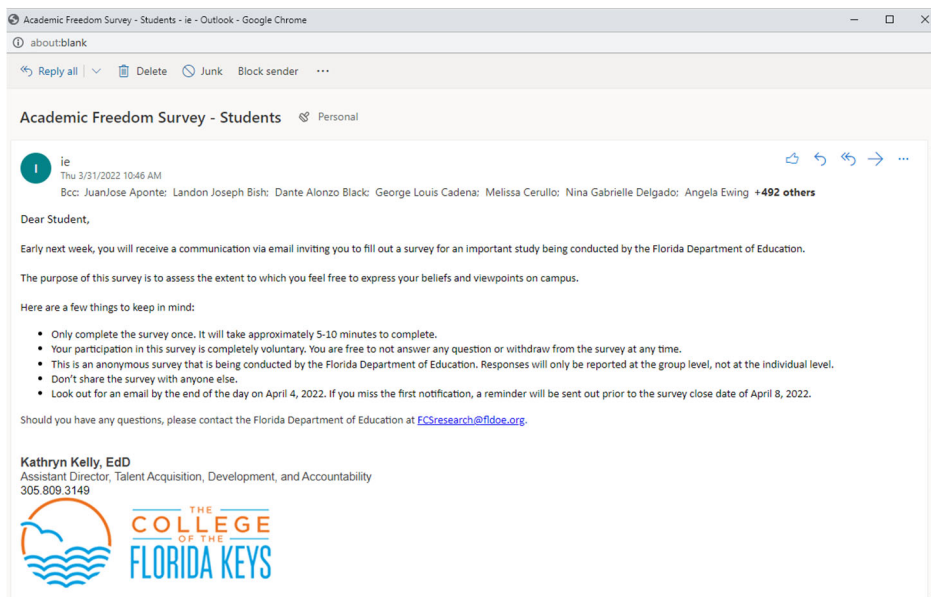 Academic Freedom Survey - Students - ie - Outlook - Google Chrome
about:blank
Reply all Delete Junk Block sender ...
Academic Freedom Survey - Students Personal
I
ie
Thu 3/31/2022 10:46 AM
Bcc: JuanJose Aponte; Landon Joseph Bish; Dante Alonzo Black; George Louis Cadena; Melissa Cerullo; Nina Gabrielle Delgado; Angela Ewing +492 others
Dear Student,
Early next week, you will receive a communication via email inviting you to fill out a survey for an important study being conducted by the Florida Department of Education.
The purpose of this survey is to assess the extent to which you feel free to express your beliefs and viewpoints on campus.
Here are a few things to keep in mind:
• Only complete the survey once. It will take approximately 5-10 minutes to complete.
• Your participation in this survey is completely voluntary. You are free to not answer any question or withdraw from the survey at any time.
• This is an anonymous survey that is being conducted by the Florida Department of Education. Responses will only be reported at the group level, not at the individual level.
• Don't share the survey with anyone else.
• Look out for an email by the end of the day on April 4, 2022. If you miss the first notification, a reminder will be sent out prior to the survey close date of April 8, 2022.
Should you have any questions, please contact the Florida Department of Education at FCSresearch@fldoe.org.
Kathryn Kelly, EdD
Assistant Director, Talent Acquisition, Development, and Accountability
305.809.3149
THE
COLLEGE
OF THE
FLORIDA KEYS